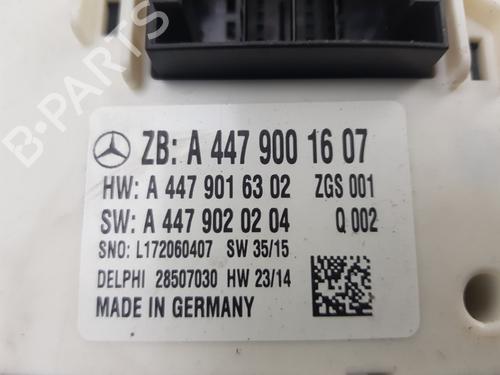 B-PARTS
ZB: A 447 900 16 07
HW: A 447 901 63 02 ZGS 001
SW: A 447 902 02 04 Q 002
SNO: L172060407 SW 35/15
DELPHI 28507030 HW 23/14
MADE IN GERMANY